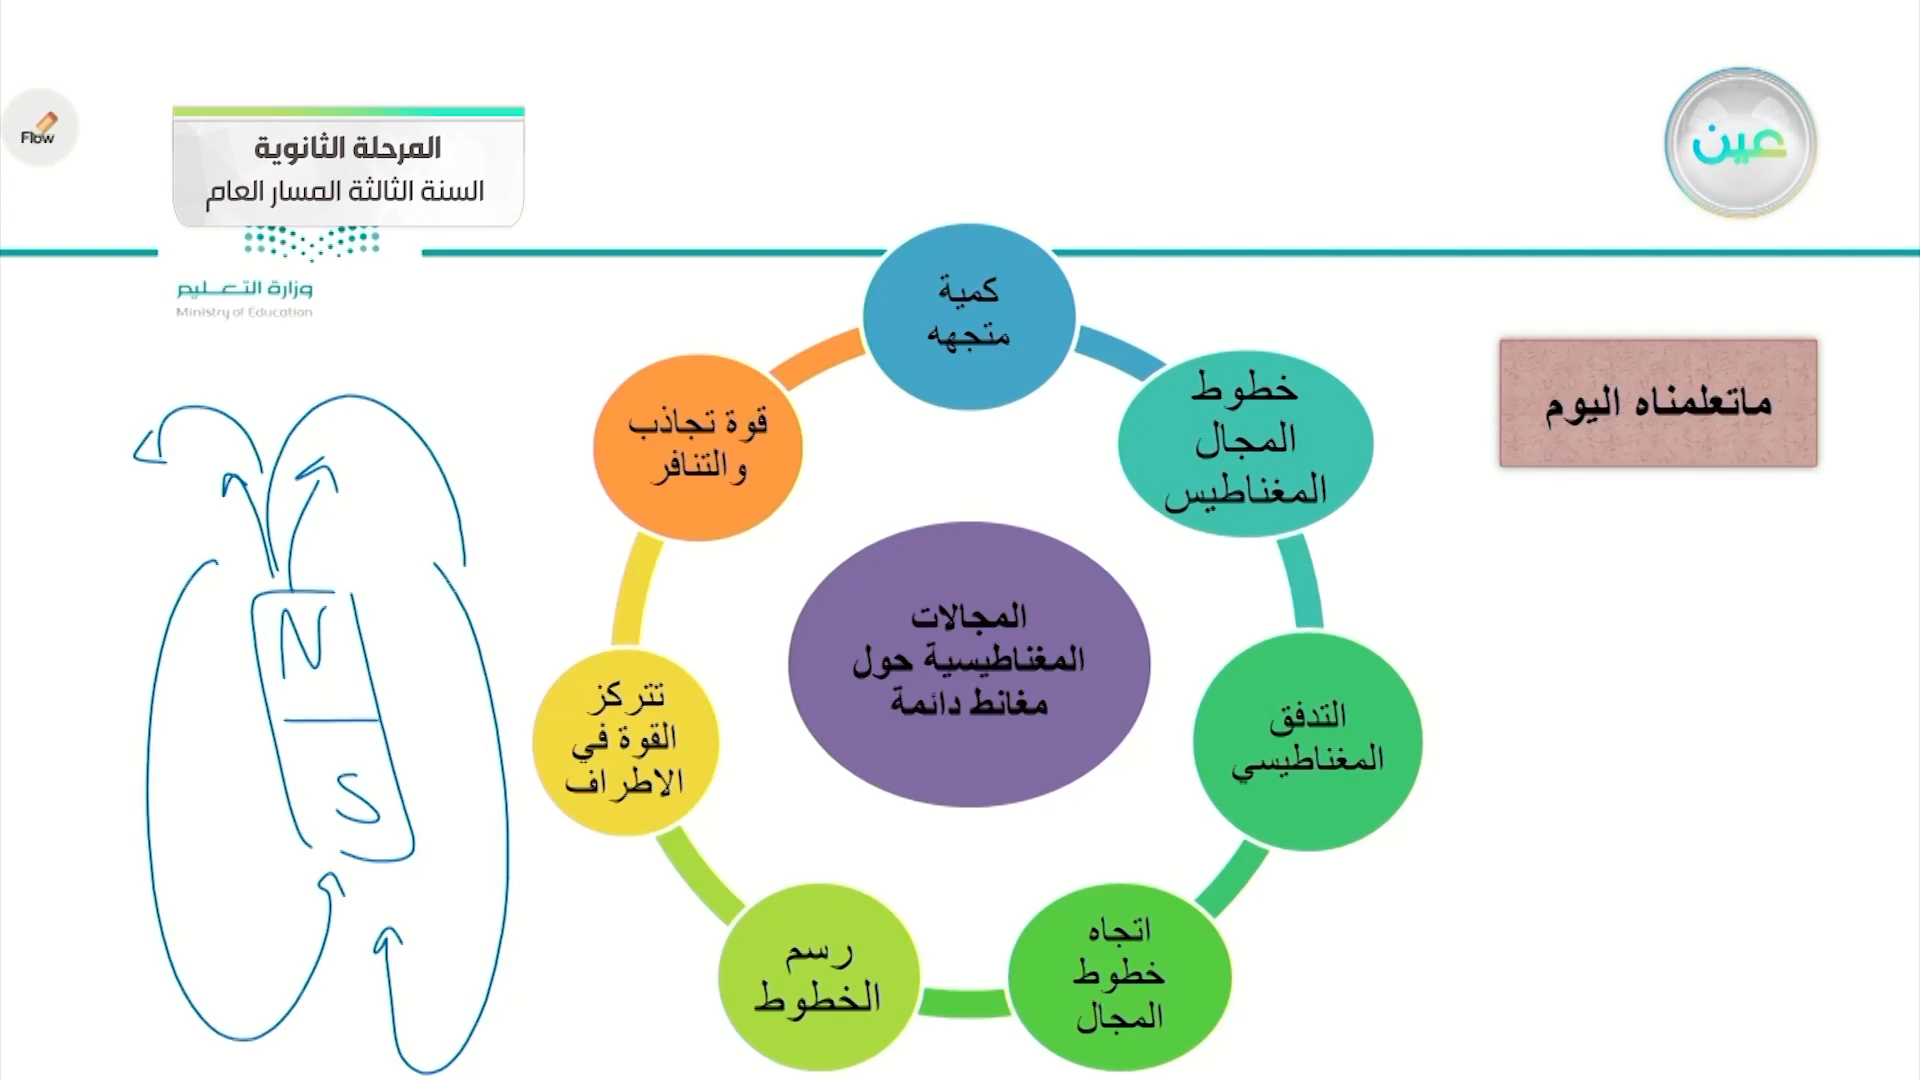 Flow
المرحلة الثانوية
السنة الثالثة المسار العام
عين
وزارة التعليم
Ministry of Education
ماتعلمناه اليوم
كمية
متجهه
خطوط
المجال
المغناطيس
التدفق
المغناطيسي
اتجاه
خطوط
المجال
رسم
الخطوط
تتركز
القوة في
الاطراف
قوة تجاذب
والتنافر
المجالات
المغناطيسية حول
مغانط دائمة
N
S